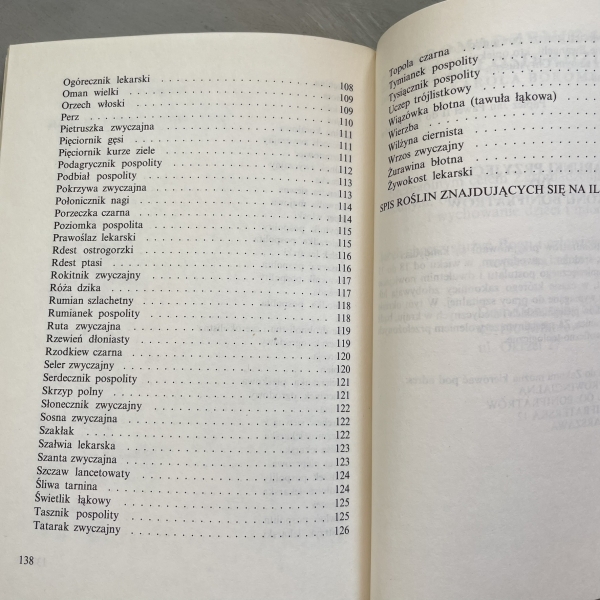 Ogórecznik lekarski . . . . . . . . . . 108
Oman wielki . . . . . . . . . . 109
Orzech włoski . . . . . . . . . . 109
Perz . . . . . . . . . . 110
Pietruszka zwyczajna . . . . . . . . . . 111
Pięciornik gęsi . . . . . . . . . . 111
Pięciornik kurze ziele . . . . . . . . . . 111
Podagrycznik pospolity . . . . . . . . . . 112
Podbiał pospolity . . . . . . . . . . 113
Pokrzywa zwyczajna . . . . . . . . . . 113
Połonicznik nagi . . . . . . . . . . 114
Porzeczka czarna . . . . . . . . . . 114
Poziomka pospolita . . . . . . . . . . 115
Prawoślaz lekarski . . . . . . . . . . 115
Rdest ostrogorzki . . . . . . . . . . 116
Rdest ptasi . . . . . . . . . . 116
Rokitnik zwyczajny . . . . . . . . . . 117
Róża dzika . . . . . . . . . . 117
Rumian szlachetny . . . . . . . . . . 118
Rumianek pospolity . . . . . . . . . . 118
Ruta zwyczajna . . . . . . . . . . 119
Rzewień dłoniasty . . . . . . . . . . 119
Rzodkiew czarna . . . . . . . . . . 120
Seler zwyczajny . . . . . . . . . . 120
Serdecznik pospolity . . . . . . . . . . 121
Skrzyp polny . . . . . . . . . . 121
Słonecznik zwyczajny . . . . . . . . . . 122
Sosna zwyczajna . . . . . . . . . . 122
Szakłak . . . . . . . . . . 122
Szałwia lekarska . . . . . . . . . . 123
Szanta zwyczajna . . . . . . . . . . 123
Szczaw lancetowaty . . . . . . . . . . 124
Śliwa tarnina . . . . . . . . . . 124
Świetlik łąkowy . . . . . . . . . . 125
Tasznik pospolity . . . . . . . . . . 125
Tatarak zwyczajny . . . . . . . . . . 126
138
Topola czarna . . . . . . . . . .
Tymianek pospolity . . . . . . . . . .
Tysiącznik pospolity . . . . . . . . . .
Uczep trójlistkowy . . . . . . . . . .
Wiązówka błotna (tawuła łąkowa) . . . .
Wierzba . . . . . . . . . .
Wilżyna ciernista . . . . . . . . . .
Wrzos zwyczajny . . . . . . . . . .
Żurawina błotna . . . . . . . . . .
Żywokost lekarski . . . . . . . . . .
SPIS ROŚLIN ZNAJDUJĄCYCH SIĘ NA IL